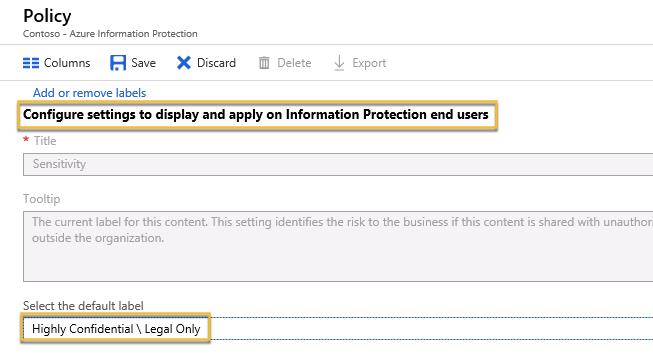 Policy
Contoso - Azure Information Protection
Columns Save Discard Delete Export
Add or remove labels
Configure settings to display and apply on Information Protection end users
* Title
Sensitivity
Tooltip
The current label for this content. This setting identifies the risk to the business if this content is shared with
outside the organization.
Select the default label
Highly Confidential \ Legal Only